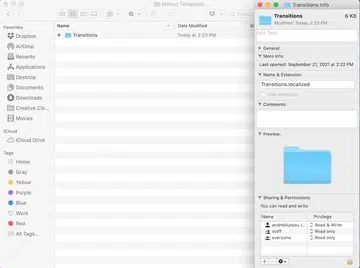 Motion Templates
Name
Date Modified
Transitions
Today at 2:23 PM
Favorites
Dropbox
AirDrop
Recents
Applications
Desktop
Documents
Downloads
Creative Clo...
Movies
iCloud
iCloud Drive
Tags
Home
Gray
Yellow
Purple
Blue
Work
Red
All Tags...
Transitions Info
Transitions
6 KB
Modified: Today, 2:23 PM
Add Tags...
General:
More Info:
Last opened: September 21, 2021 at 2:22 PM
Name & Extension:
Transitions.localized
Hide extension
Comments:
Preview:
Sharing & Permissions:
You can read and write
Name
Privilege
Read & Write
staff
Read only
everyone
Read only